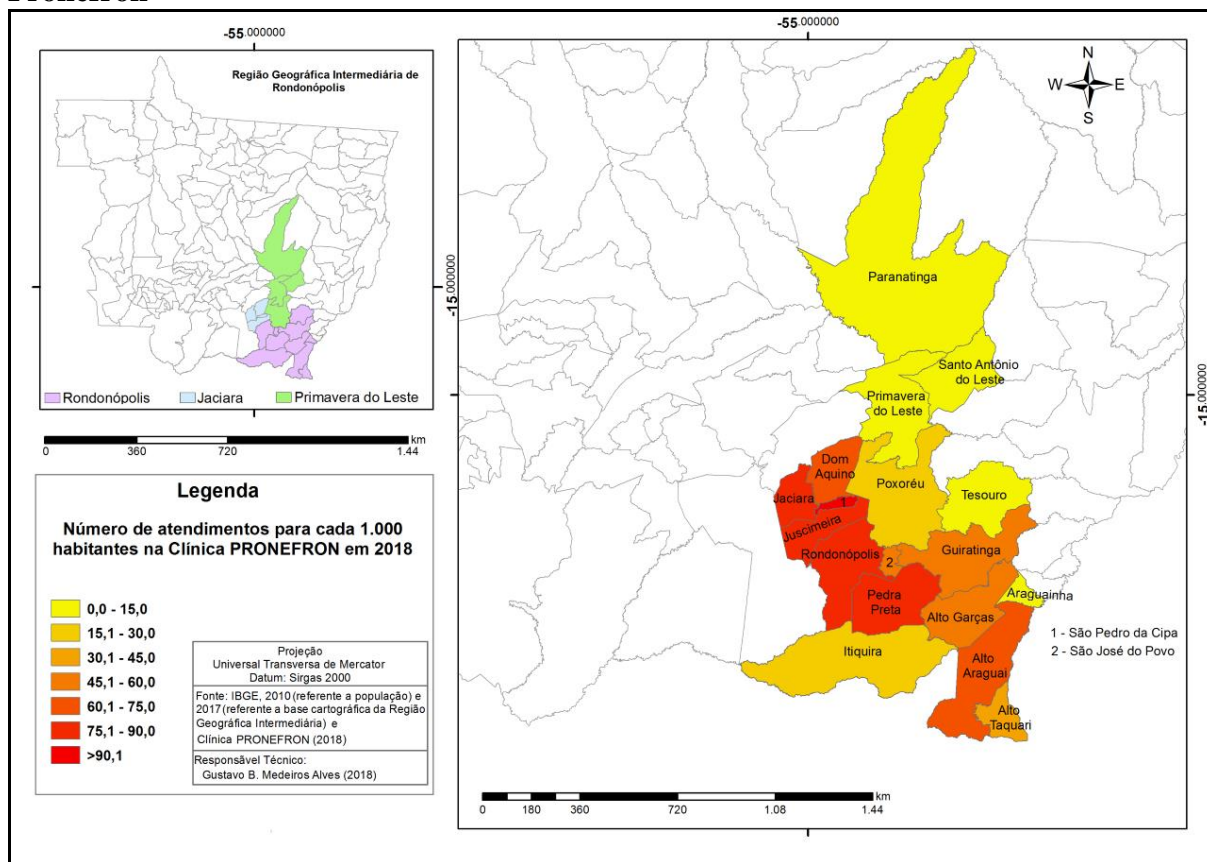 -55.000000
Região Geográfica Intermediária de
Rondonópolis
-15.000000
Rondonópolis
Jaciara
Primavera do Leste
km
0
360
720
1.44
Legenda
Número de atendimentos para cada 1.000
habitantes na Clínica PRONEFRON em 2018
0,0 - 15,0
15,1 - 30,0
30,1 - 45,0
45,1 - 60,0
60,1 - 75,0
75,1 - 90,0
>90,1
Projeção
Universal Transversa de Mercator
Datum: Sirgas 2000
Fonte: IBGE, 2010 (referente a população) e
2017 (referente a base cartográfica da Região
Geográfica Intermediária) e
Clínica PRONEFRON (2018)
Responsável Técnico:
Gustavo B. Medeiros Alves (2018)
-55.000000
N
W
E
S
Paranatinga
Santo Antônio
do Leste
Primavera
do Leste
-15.000000
Dom
Aquino
Poxoréu
Tesouro
Jaciara
1
Juscimeira
Rondonópolis
2
Guiratinga
Pedra
Preta
Araguainha
Alto Garças
1 - São Pedro da Cipa
2 - São José do Povo
Itiquira
Alto
Araguai
Alto
Taquari
km
0
180
360
720
1.08
1.44